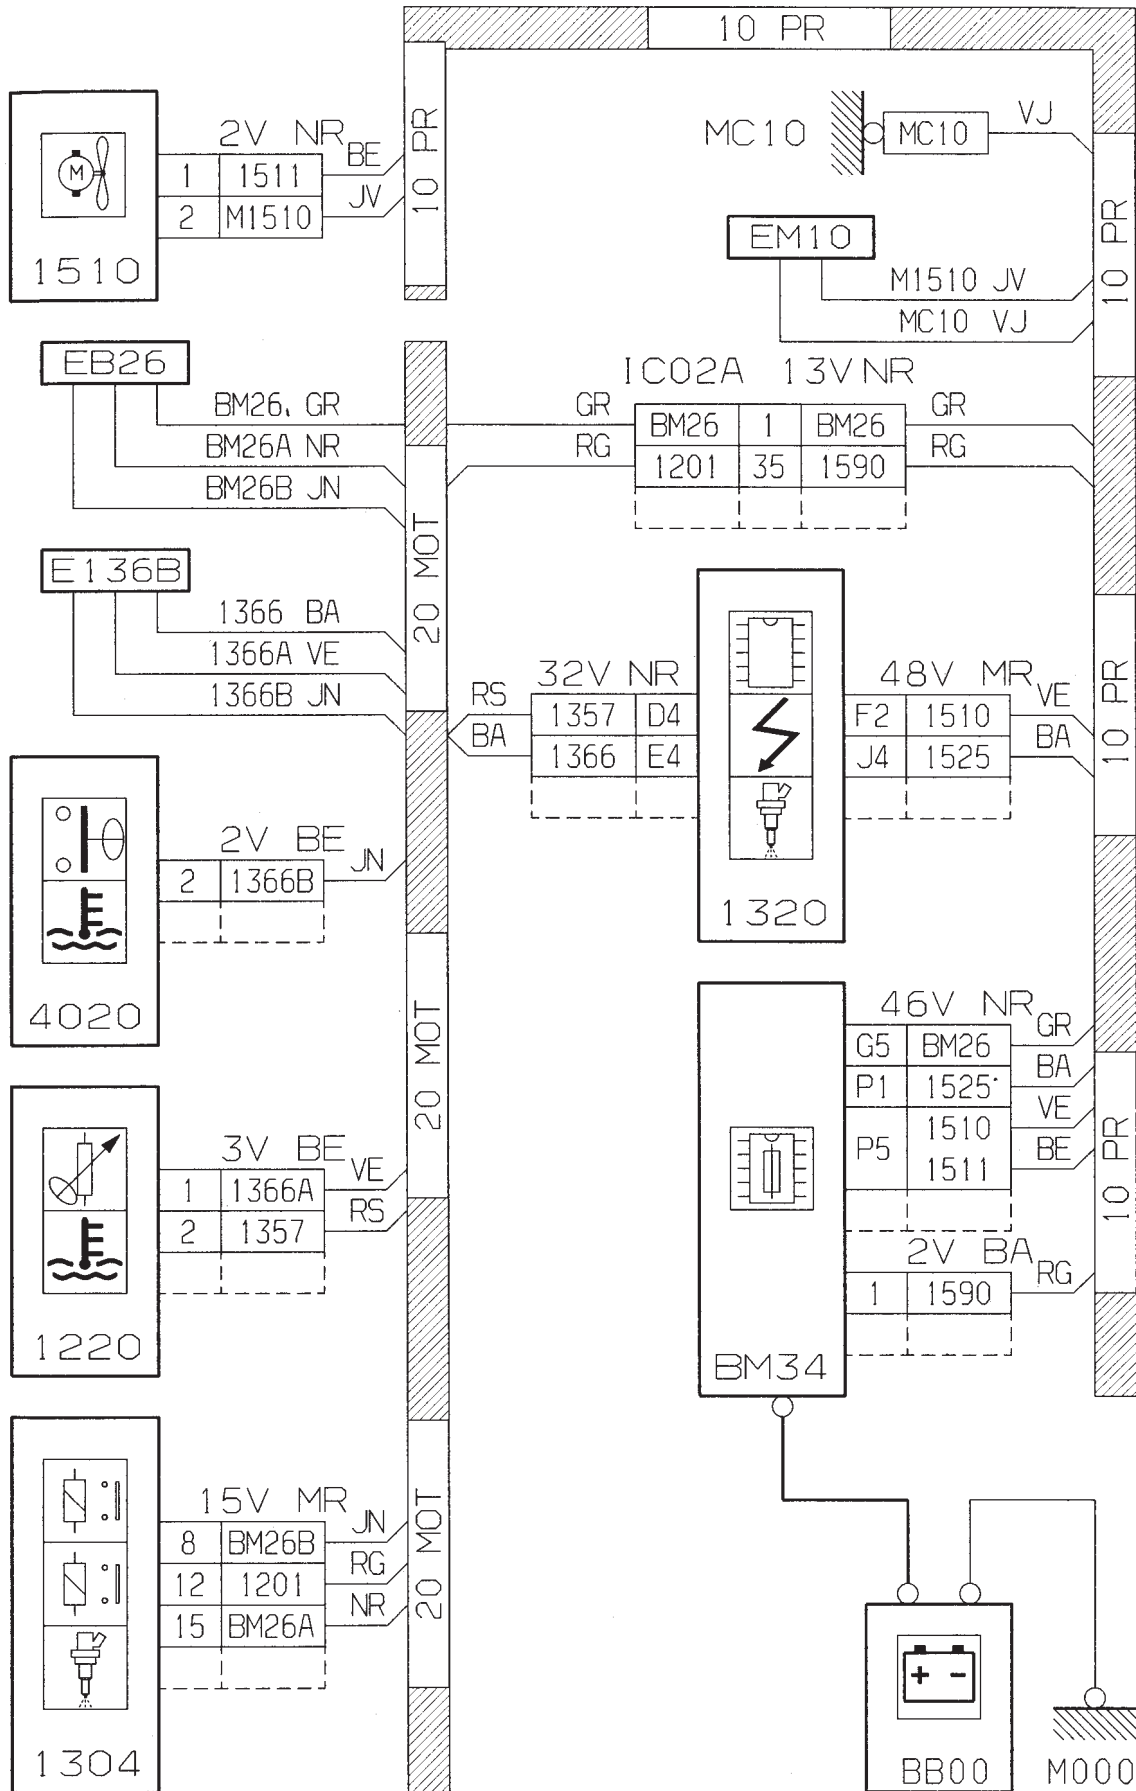 10 PR
10 PR
2V NR
1 1511 BE
2 M1510 JV
1510
MC10 MC10 VJ
EM10
M1510 JV
MC10 VJ
10 PR
EB26
BM26. GR
BM26A NR
BM26B JN
IC02A 13V NR
GR BM26 1 BM26 GR
RG 1201 35 1590 RG
20 MOT
E136B
1366 BA
1366A VE
1366B JN
32V NR
RS 1357 D4
BA 1366 E4
48V MR
F2 1510 VE
J4 1525 BA
1320
10 PR
2V BE
2 1366B JN
4020
20 MOT
3V BE
1 1366A VE
2 1357 RS
1220
46V NR
G5 BM26 GR
P1 1525 BA
P5 1510 VE
1511 BE
2V BA
1 1590 RG
BM34
10 PR
15V MR
8 BM26B JN
12 1201 RG
15 BM26A NR
1304
20 MOT
+ -
BB00
M000
M